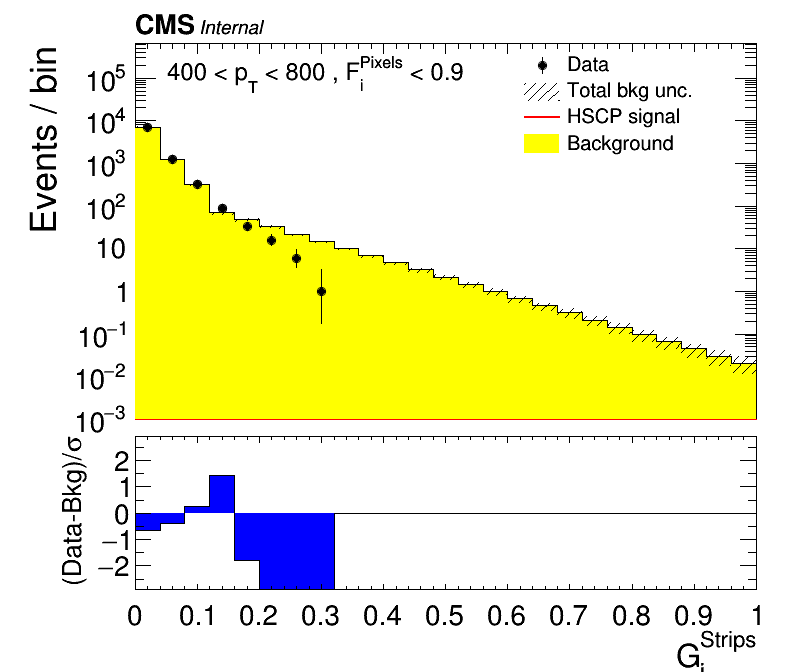 CMS Internal
400 < p_T < 800 , F_i^Pixels < 0.9
Data
Total bkg unc.
HSCP signal
Background
Events / bin
10^5
10^4
10^3
10^2
10
1
10^−1
10^−2
10^−3
(Data-Bkg)/σ
2
1
0
−1
−2
0 0.1 0.2 0.3 0.4 0.5 0.6 0.7 0.8 0.9 1
G_i^Strips